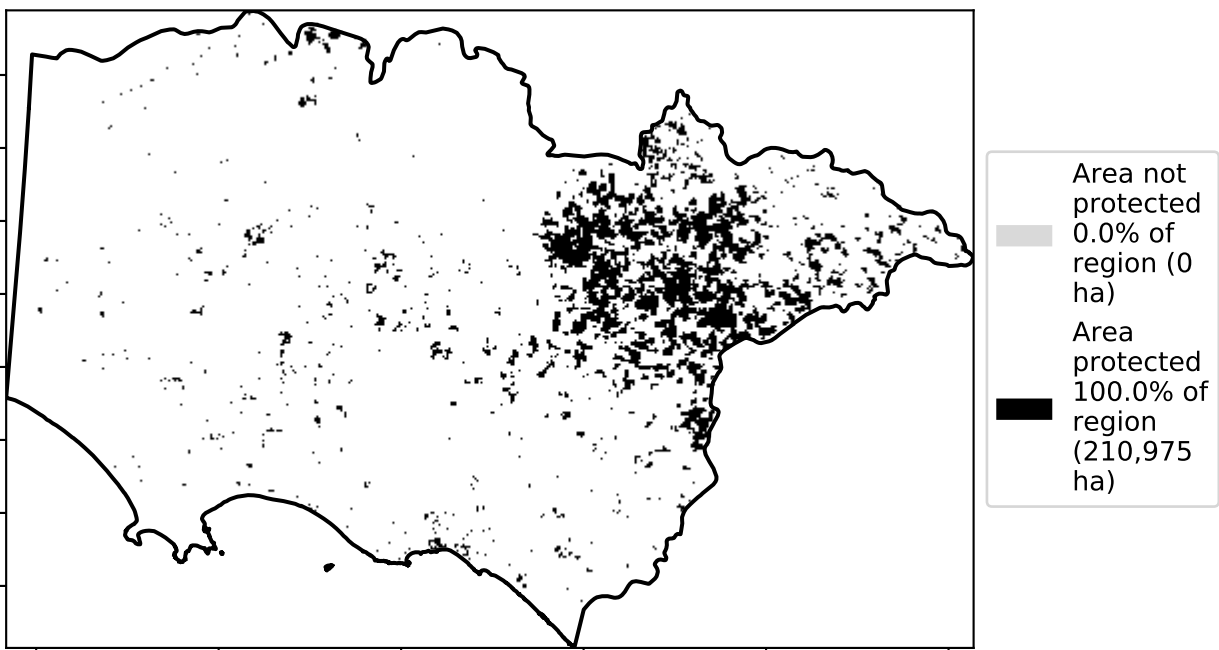 Area not
protected
0.0% of
region (0
ha)
Area
protected
100.0% of
region
(210,975
ha)